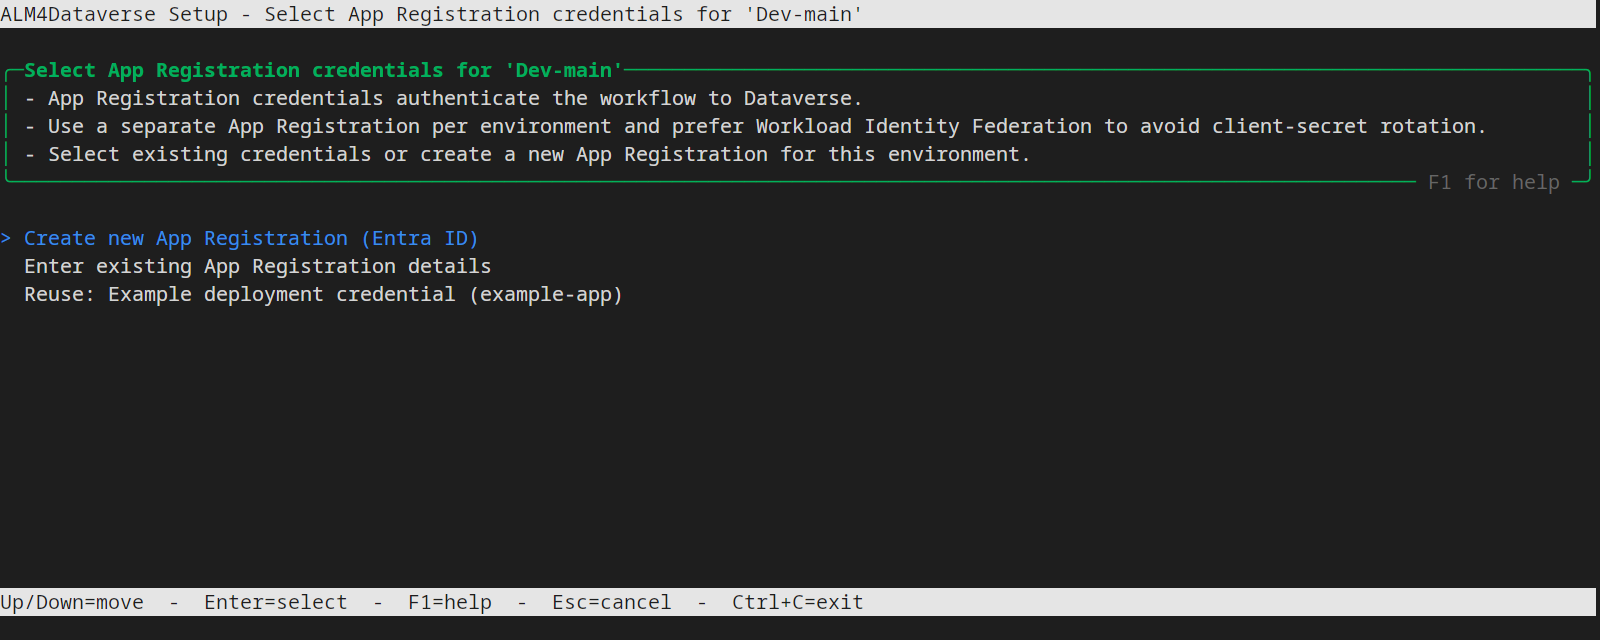 ALM4Dataverse Setup - Select App Registration credentials for 'Dev-main'
Select App Registration credentials for 'Dev-main'
- App Registration credentials authenticate the workflow to Dataverse.
- Use a separate App Registration per environment and prefer Workload Identity Federation to avoid client-secret rotation.
- Select existing credentials or create a new App Registration for this environment.
F1 for help
> Create new App Registration (Entra ID)
Enter existing App Registration details
Reuse: Example deployment credential (example-app)
Up/Down=move  -  Enter=select  -  F1=help  -  Esc=cancel  -  Ctrl+C=exit